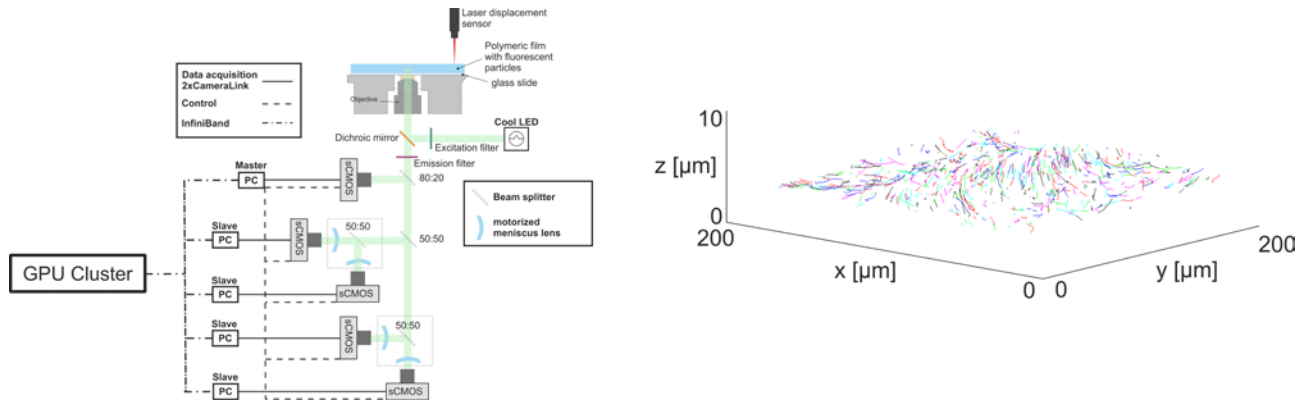 Laser displacement
sensor
Polymeric film
with fluorescent
particles
glass slide
Objective
Data acquisition
2xCameraLink
Control
InfiniBand
Cool LED
Dichroic mirror
Excitation filter
Emission filter
Master
PC
sCMOS
80:20
Beam splitter
motorized
meniscus lens
Slave
PC
sCMOS
50:50
50:50
GPU Cluster
Slave
PC
sCMOS
Slave
PC
sCMOS
50:50
Slave
PC
sCMOS
10
z [µm]
0
200
x [µm]
0
0
y [µm]
200